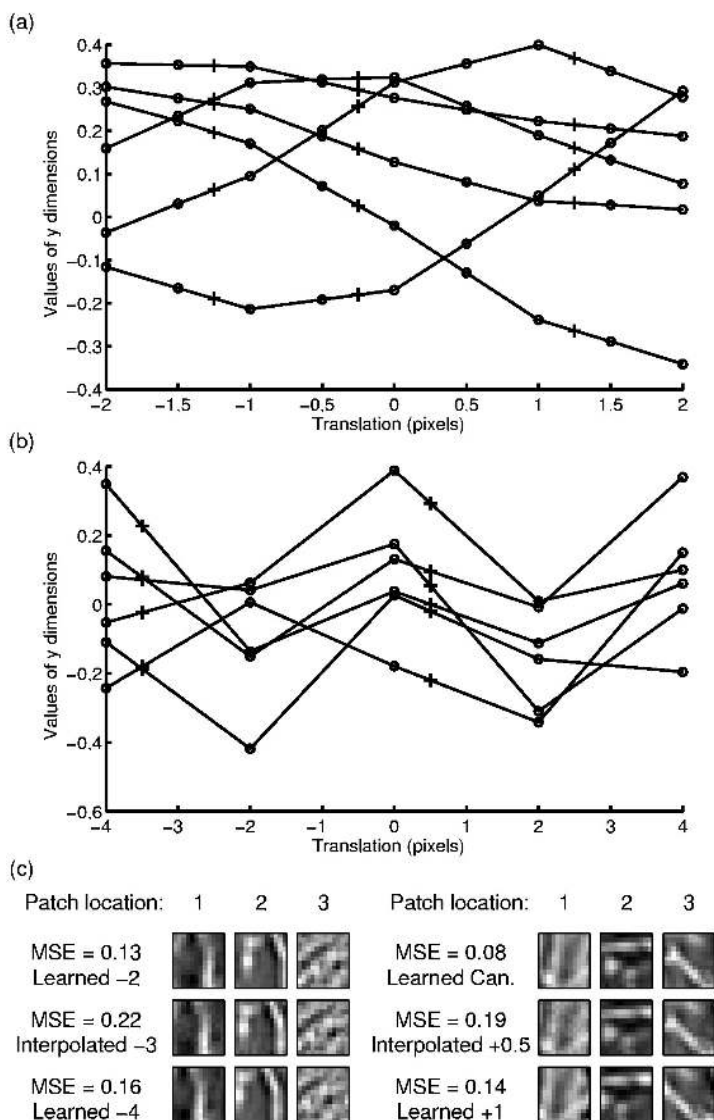 (a)
0.4
0.3
0.2
0.1
0
−0.1
−0.2
−0.3
−0.4
Values of y dimensions
−2 −1.5 −1 −0.5 0 0.5 1 1.5 2
Translation (pixels)
(b)
0.4
0.2
0
−0.2
−0.4
−0.6
Values of y dimensions
−4 −3 −2 −1 0 1 2 3 4
Translation (pixels)
(c)
Patch location: 1 2 3 Patch location: 1 2 3
MSE = 0.13 MSE = 0.08
Learned −2 Learned Can.
MSE = 0.22 MSE = 0.19
Interpolated −3 Interpolated +0.5
MSE = 0.16 MSE = 0.14
Learned −4 Learned +1